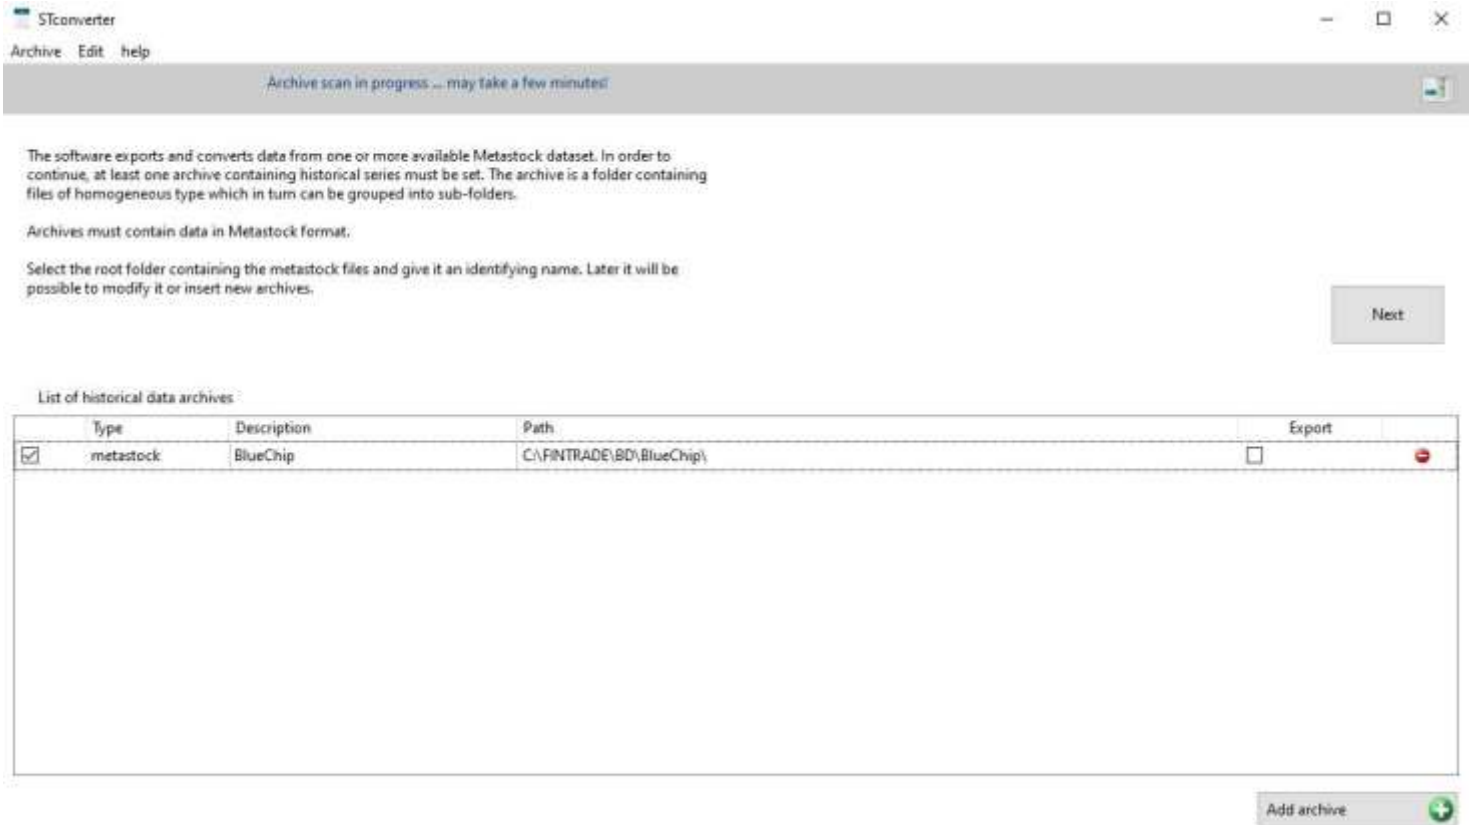 STconverter
Archive Edit help
Archive scan in progress ... may take a few minutes!
The software exports and converts data from one or more available Metastock dataset. In order to
continue, at least one archive containing historical series must be set. The archive is a folder containing
files of homogeneous type which in turn can be grouped into sub-folders.
Archives must contain data in Metastock format.
Select the root folder containing the metastock files and give it an identifying name. Later it will be
possible to modify it or insert new archives.
Next
List of historical data archives
Type Description Path Export
metastock BlueChip C:\FINTRADE\BD\BlueChip\
Add archive